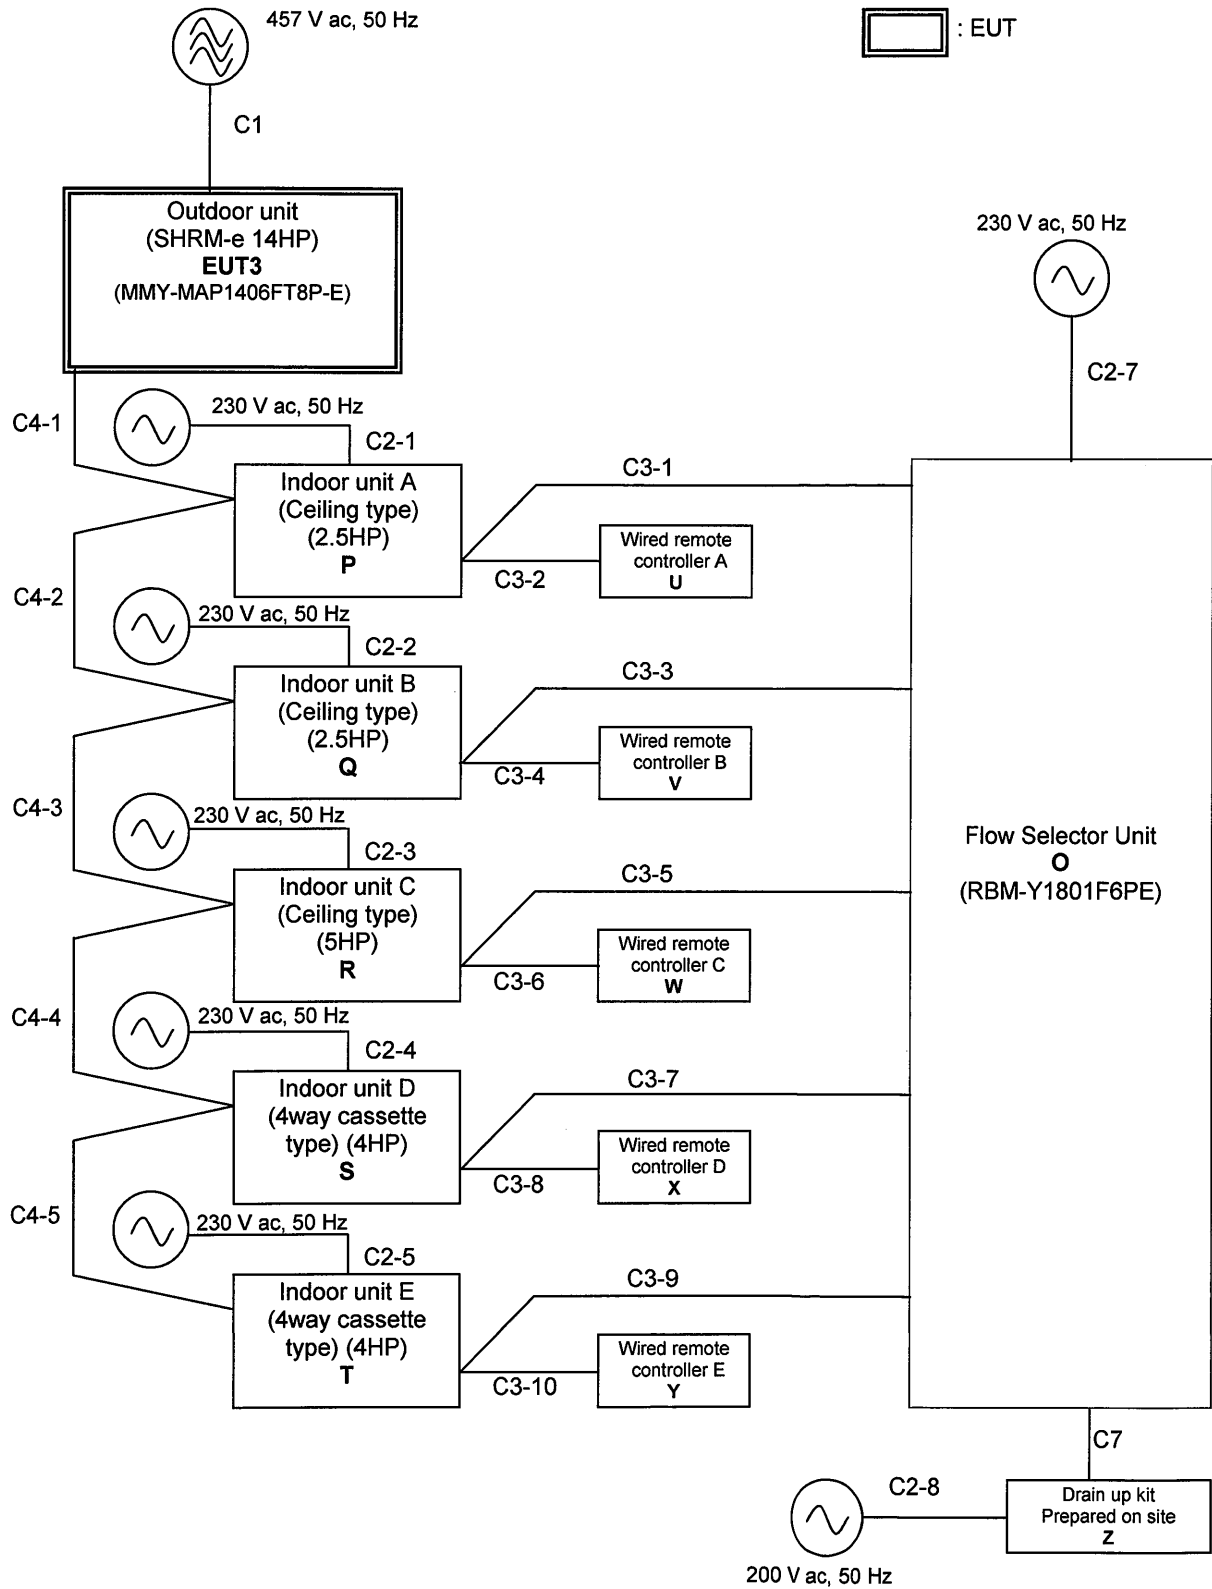 457 V ac, 50 Hz
: EUT
C1
Outdoor unit
(SHRM-e 14HP)
EUT3
(MMY-MAP1406FT8P-E)
230 V ac, 50 Hz
C2-7
C4-1
230 V ac, 50 Hz
C2-1
Indoor unit A
(Ceiling type)
(2.5HP)
P
C3-1
C3-2
Wired remote
controller A
U
C4-2
230 V ac, 50 Hz
C2-2
Indoor unit B
(Ceiling type)
(2.5HP)
Q
C3-3
C3-4
Wired remote
controller B
V
C4-3
230 V ac, 50 Hz
C2-3
Indoor unit C
(Ceiling type)
(5HP)
R
C3-5
C3-6
Wired remote
controller C
W
Flow Selector Unit
O
(RBM-Y1801F6PE)
C4-4
230 V ac, 50 Hz
C2-4
Indoor unit D
(4way cassette
type) (4HP)
S
C3-7
C3-8
Wired remote
controller D
X
C4-5
230 V ac, 50 Hz
C2-5
Indoor unit E
(4way cassette
type) (4HP)
T
C3-9
C3-10
Wired remote
controller E
Y
C7
C2-8
Drain up kit
Prepared on site
Z
200 V ac, 50 Hz